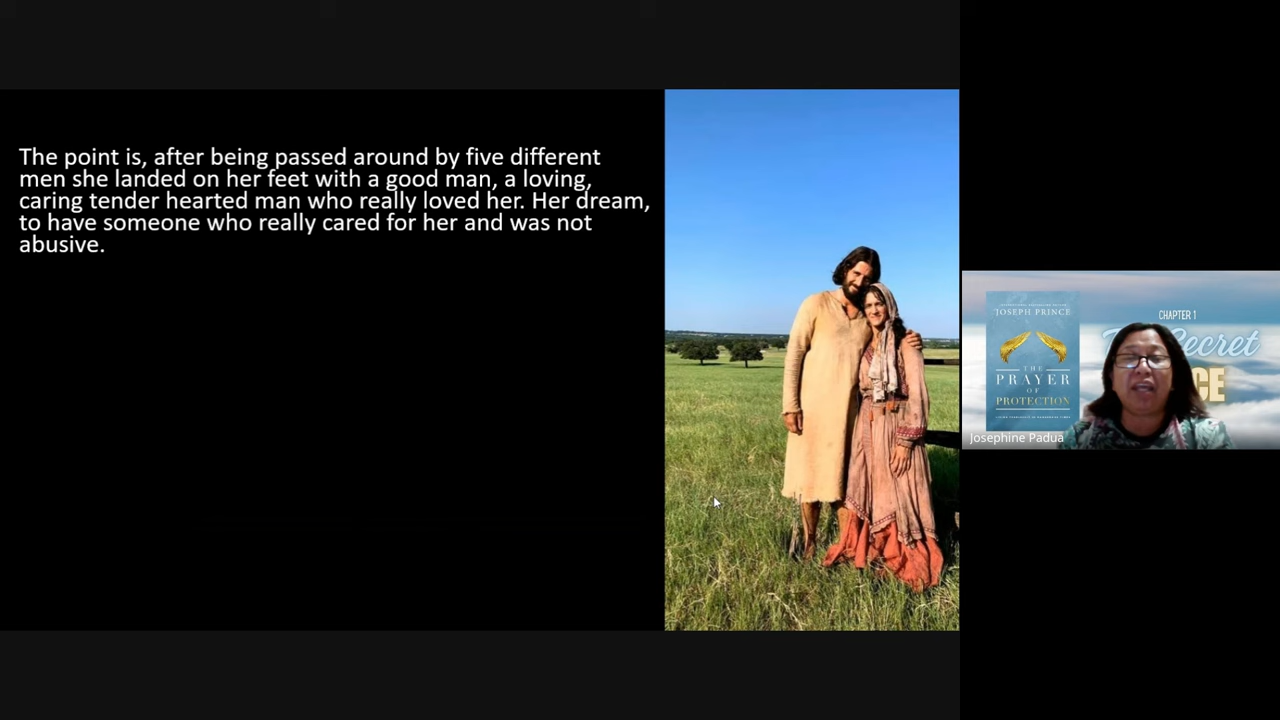 The point is, after being passed around by five different
men she landed on her feet with a good man, a loving,
caring tender hearted man who really loved her. Her dream,
to have someone who really cared for her and was not
abusive.
JOSEPH PRINCE
THE
PRAYER
OF
PROTECTION
CHAPTER 1
Secret
Josephine Padua